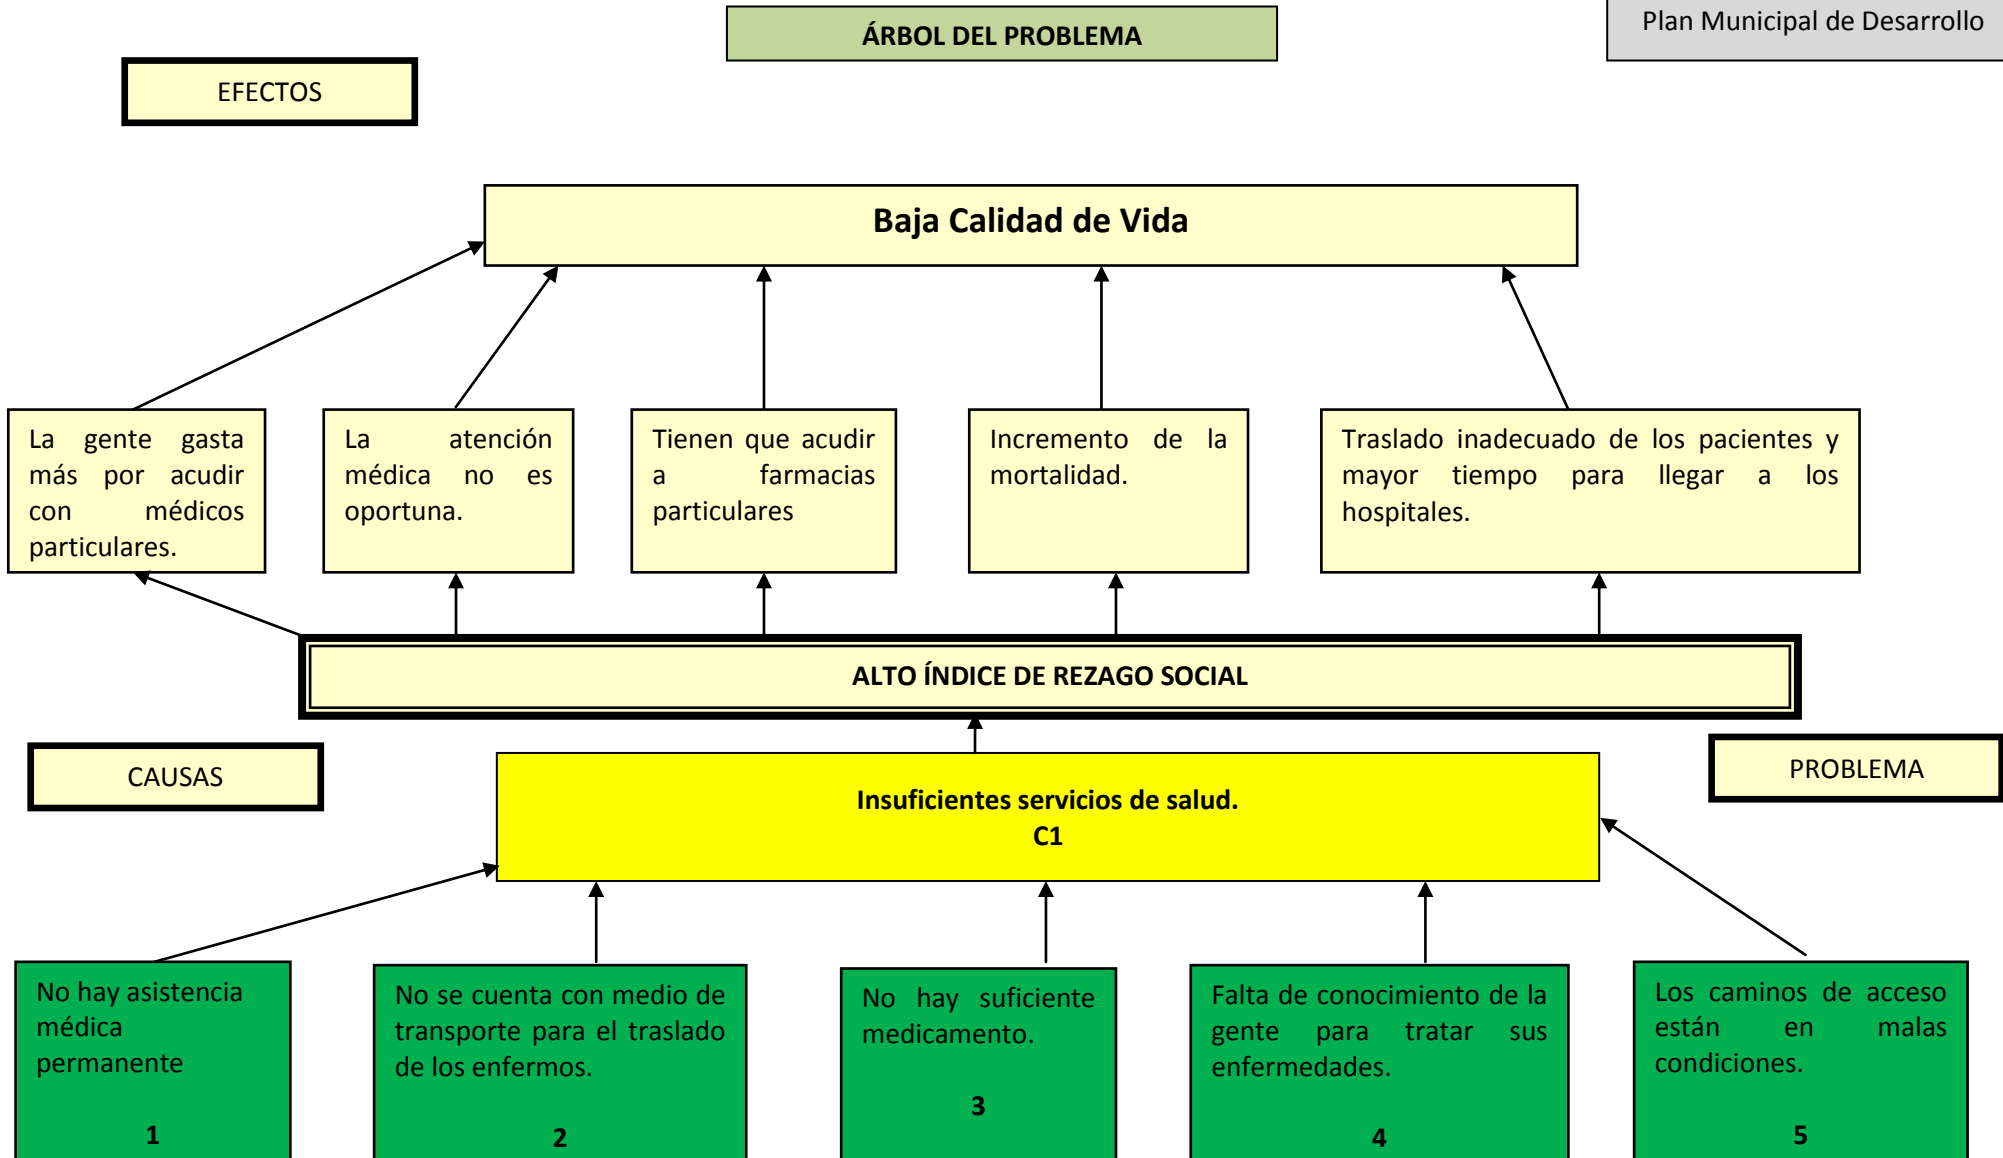 Plan Municipal de Desarrollo
ÁRBOL DEL PROBLEMA
EFECTOS
Baja Calidad de Vida
La gente gasta
más por acudir
con médicos
particulares.
La atención
médica no es
oportuna.
Tienen que acudir
a farmacias
particulares
Incremento de la
mortalidad.
Traslado inadecuado de los pacientes y
mayor tiempo para llegar a los
hospitales.
ALTO ÍNDICE DE REZAGO SOCIAL
CAUSAS
PROBLEMA
Insuficientes servicios de salud.
C1
No hay asistencia
médica
permanente
1
No se cuenta con medio de
transporte para el traslado
de los enfermos.
2
No hay suficiente
medicamento.
3
Falta de conocimiento de la
gente para tratar sus
enfermedades.
4
Los caminos de acceso
están en malas
condiciones.
5